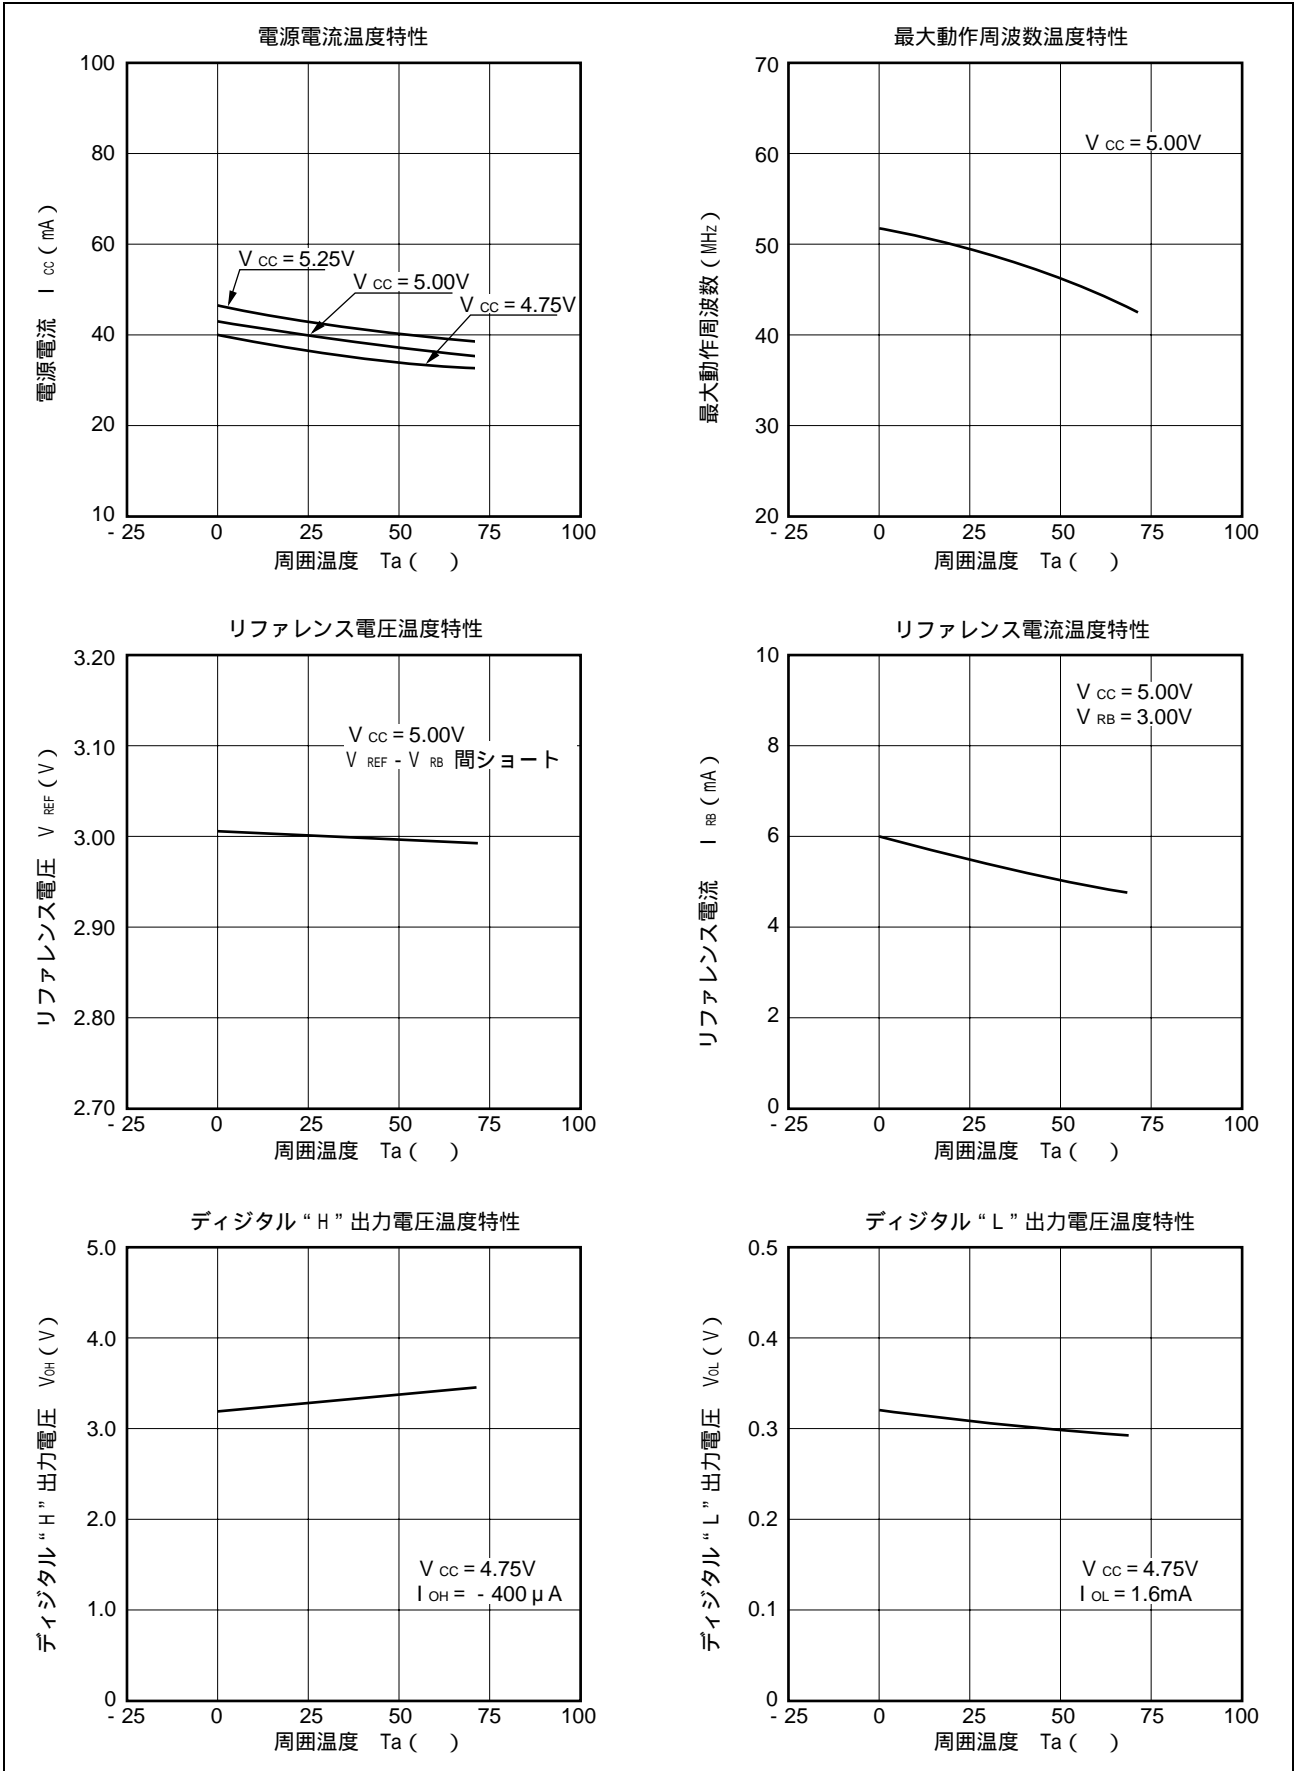 電源電流温度特性
100
80
60
40
20
10
電源電流 I CC (mA)
V CC = 5.25V
V CC = 5.00V
V CC = 4.75V
- 25 0 25 50 75 100
周囲温度 Ta ( )
最大動作周波数温度特性
70
60
50
40
30
20
最大動作周波数 (MHz)
V CC = 5.00V
- 25 0 25 50 75 100
周囲温度 Ta ( )
リファレンス電圧温度特性
3.20
3.10
3.00
2.90
2.80
2.70
リファレンス電圧 V REF (V)
V CC = 5.00V
V REF - V RB 間ショート
- 25 0 25 50 75 100
周囲温度 Ta ( )
リファレンス電流温度特性
10
8
6
4
2
0
リファレンス電流 I RB (mA)
V CC = 5.00V
V RB = 3.00V
- 25 0 25 50 75 100
周囲温度 Ta ( )
ディジタル“H”出力電圧温度特性
5.0
4.0
3.0
2.0
1.0
0
ディジタル“H”出力電圧 VOH (V)
V CC = 4.75V
I OH = - 400 μ A
- 25 0 25 50 75 100
周囲温度 Ta ( )
ディジタル“L”出力電圧温度特性
0.5
0.4
0.3
0.2
0.1
0
ディジタル“L”出力電圧 VOL (V)
V CC = 4.75V
I OL = 1.6mA
- 25 0 25 50 75 100
周囲温度 Ta ( )